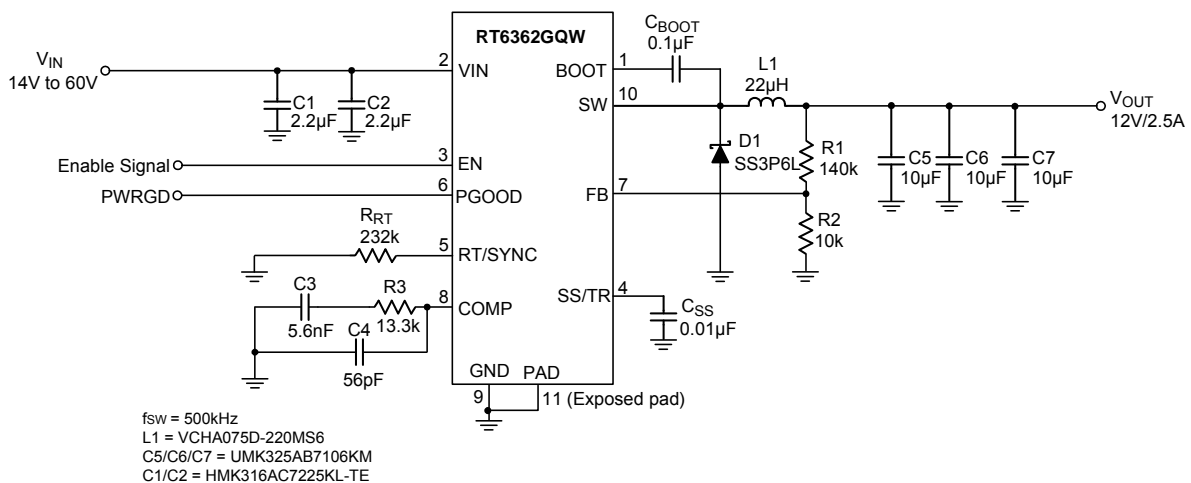 RT6362GQW
CBOOT
0.1µF
VIN
14V to 60V
2
VIN
BOOT
1
L1
22µH
C1
2.2µF
C2
2.2µF
SW
10
VOUT
12V/2.5A
Enable Signal
3
EN
D1
SS3P6L
R1
140k
C5
10µF
C6
10µF
C7
10µF
PWRGD
6
PGOOD
FB
7
RRT
232k
5
RT/SYNC
R2
10k
C3
5.6nF
R3
13.3k
8
COMP
SS/TR
4
CSS
0.01µF
C4
56pF
GND
PAD
9
11 (Exposed pad)
fSW = 500kHz
L1 = VCHA075D-220MS6
C5/C6/C7 = UMK325AB7106KM
C1/C2 = HMK316AC7225KL-TE